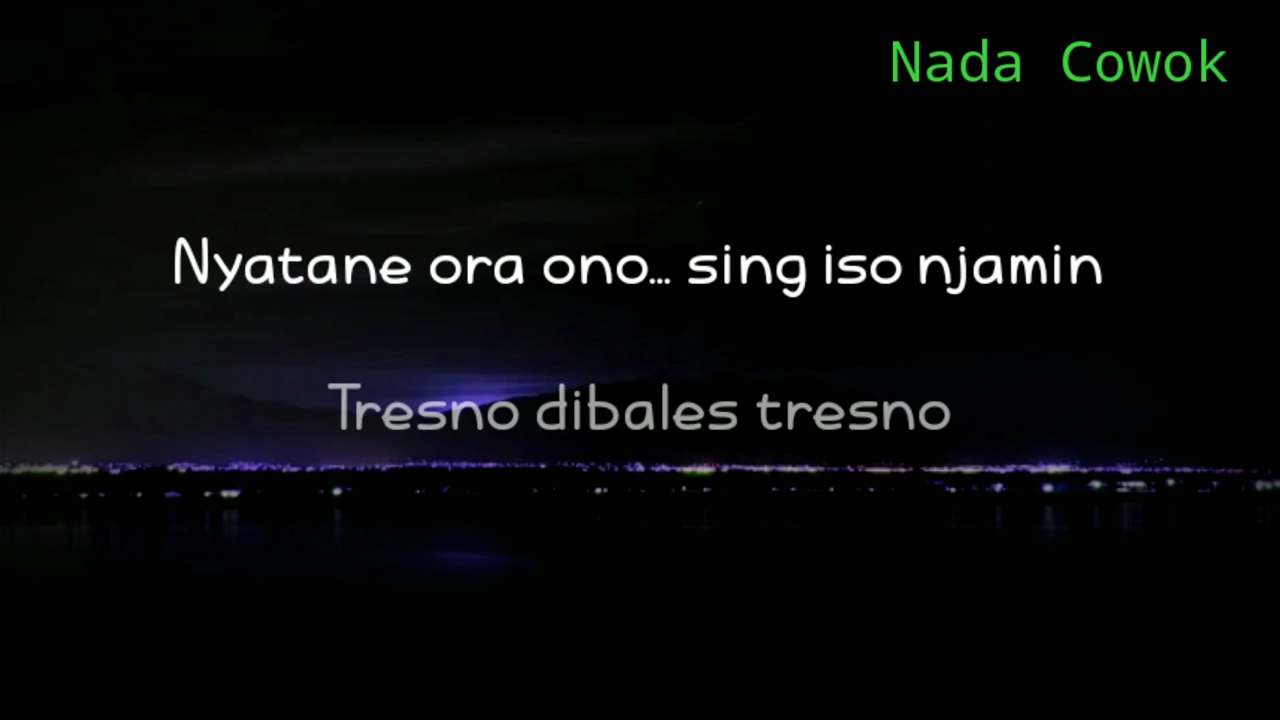 Nada Cowok
Nyatane ora ono... sing iso njamin
Tresno dibales tresno